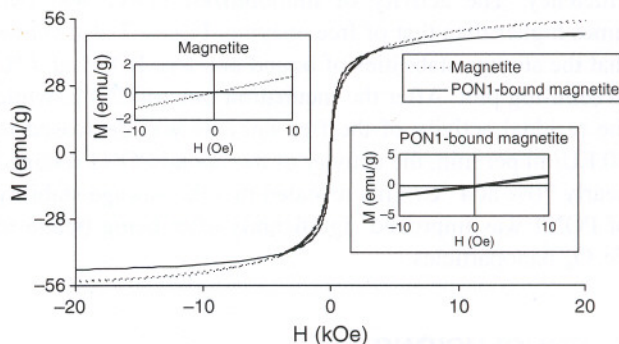 56
28
0
−28
−56
M (emu/g)
Magnetite
2
0
−2
M (emu/g)
−10
0
10
H (Oe)
Magnetite
PON1-bound magnetite
PON1-bound magnetite
5
0
−5
M (emu/g)
−10
0
10
H (Oe)
−20
−10
0
10
20
H (kOe)